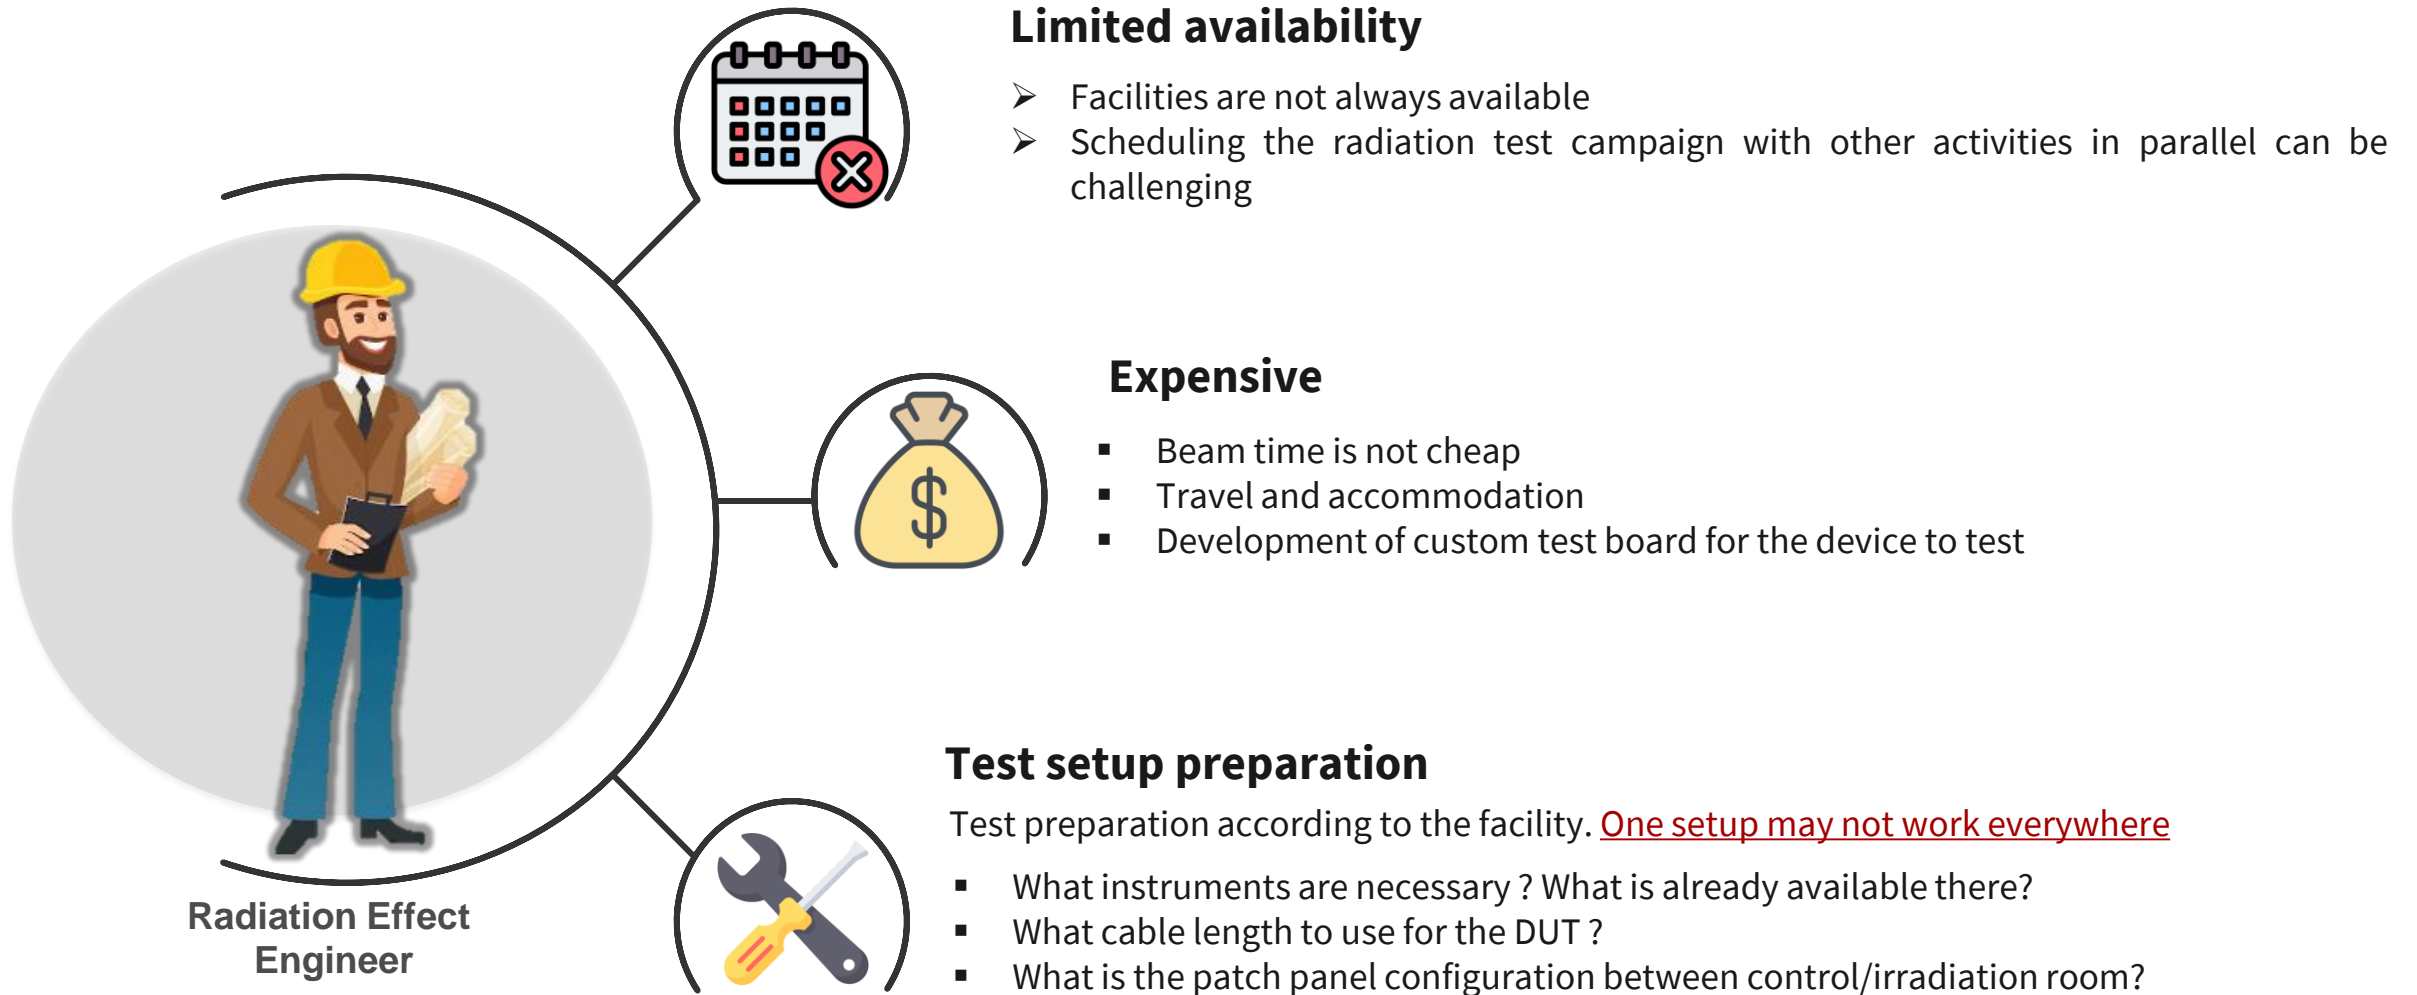 Limited availability
➢ Facilities are not always available
➢ Scheduling the radiation test campaign with other activities in parallel can be
challenging
Expensive
▪ Beam time is not cheap
▪ Travel and accommodation
▪ Development of custom test board for the device to test
$
Test setup preparation
Test preparation according to the facility. One setup may not work everywhere
▪ What instruments are necessary ? What is already available there?
▪ What cable length to use for the DUT ?
▪ What is the patch panel configuration between control/irradiation room?
Radiation Effect
Engineer